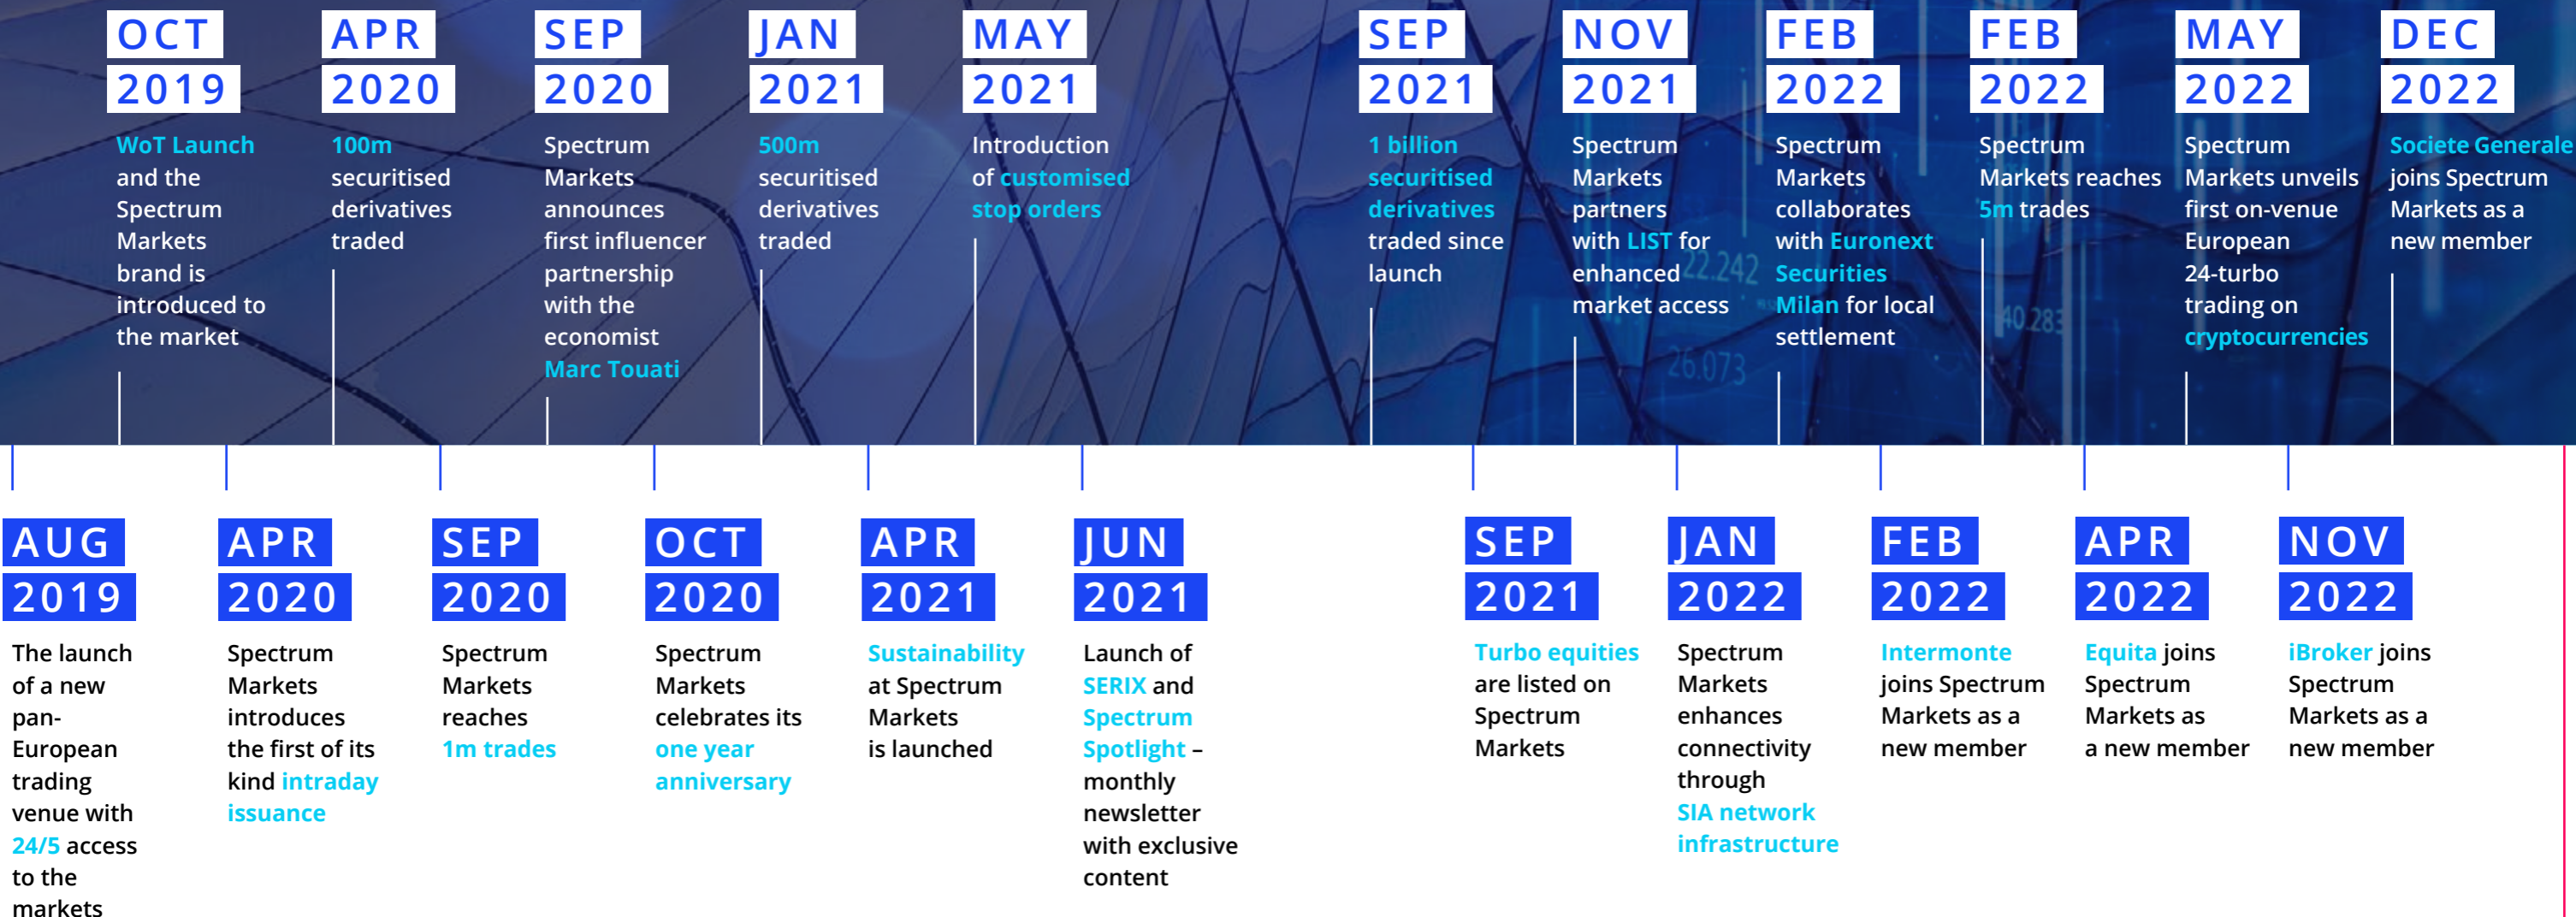 OCT
2019
WoT Launch
and the
Spectrum
Markets
brand is
introduced to
the market
APR
2020
100m
securitised
derivatives
traded
SEP
2020
Spectrum
Markets
announces
first influencer
partnership
with the
economist
Marc Touati
JAN
2021
500m
securitised
derivatives
traded
MAY
2021
Introduction
of customised
stop orders
SEP
2021
1 billion
securitised
derivatives
traded since
launch
NOV
2021
Spectrum
Markets
partners
with LIST for
enhanced
market access
22.242
26.073
FEB
2022
Spectrum
Markets
collaborates
with Euronext
Securities
Milan for local
settlement
FEB
2022
Spectrum
Markets reaches
5m trades
40.283
MAY
2022
Spectrum
Markets unveils
first on-venue
European
24-turbo
trading on
cryptocurrencies
DEC
2022
Societe Generale
joins Spectrum
Markets as a
new member
AUG
2019
The launch
of a new
pan-
European
trading
venue with
24/5 access
to the
markets
APR
2020
Spectrum
Markets
introduces
the first of its
kind intraday
issuance
SEP
2020
Spectrum
Markets
reaches
1m trades
OCT
2020
Spectrum
Markets
celebrates its
one year
anniversary
APR
2021
Sustainability
at Spectrum
Markets
is launched
JUN
2021
Launch of
SERIX and
Spectrum
Spotlight –
monthly
newsletter
with exclusive
content
SEP
2021
Turbo equities
are listed on
Spectrum
Markets
JAN
2022
Spectrum
Markets
enhances
connectivity
through
SIA network
infrastructure
FEB
2022
Intermonte
joins Spectrum
Markets as a
new member
APR
2022
Equita joins
Spectrum
Markets as
a new member
NOV
2022
iBroker joins
Spectrum
Markets as a
new member